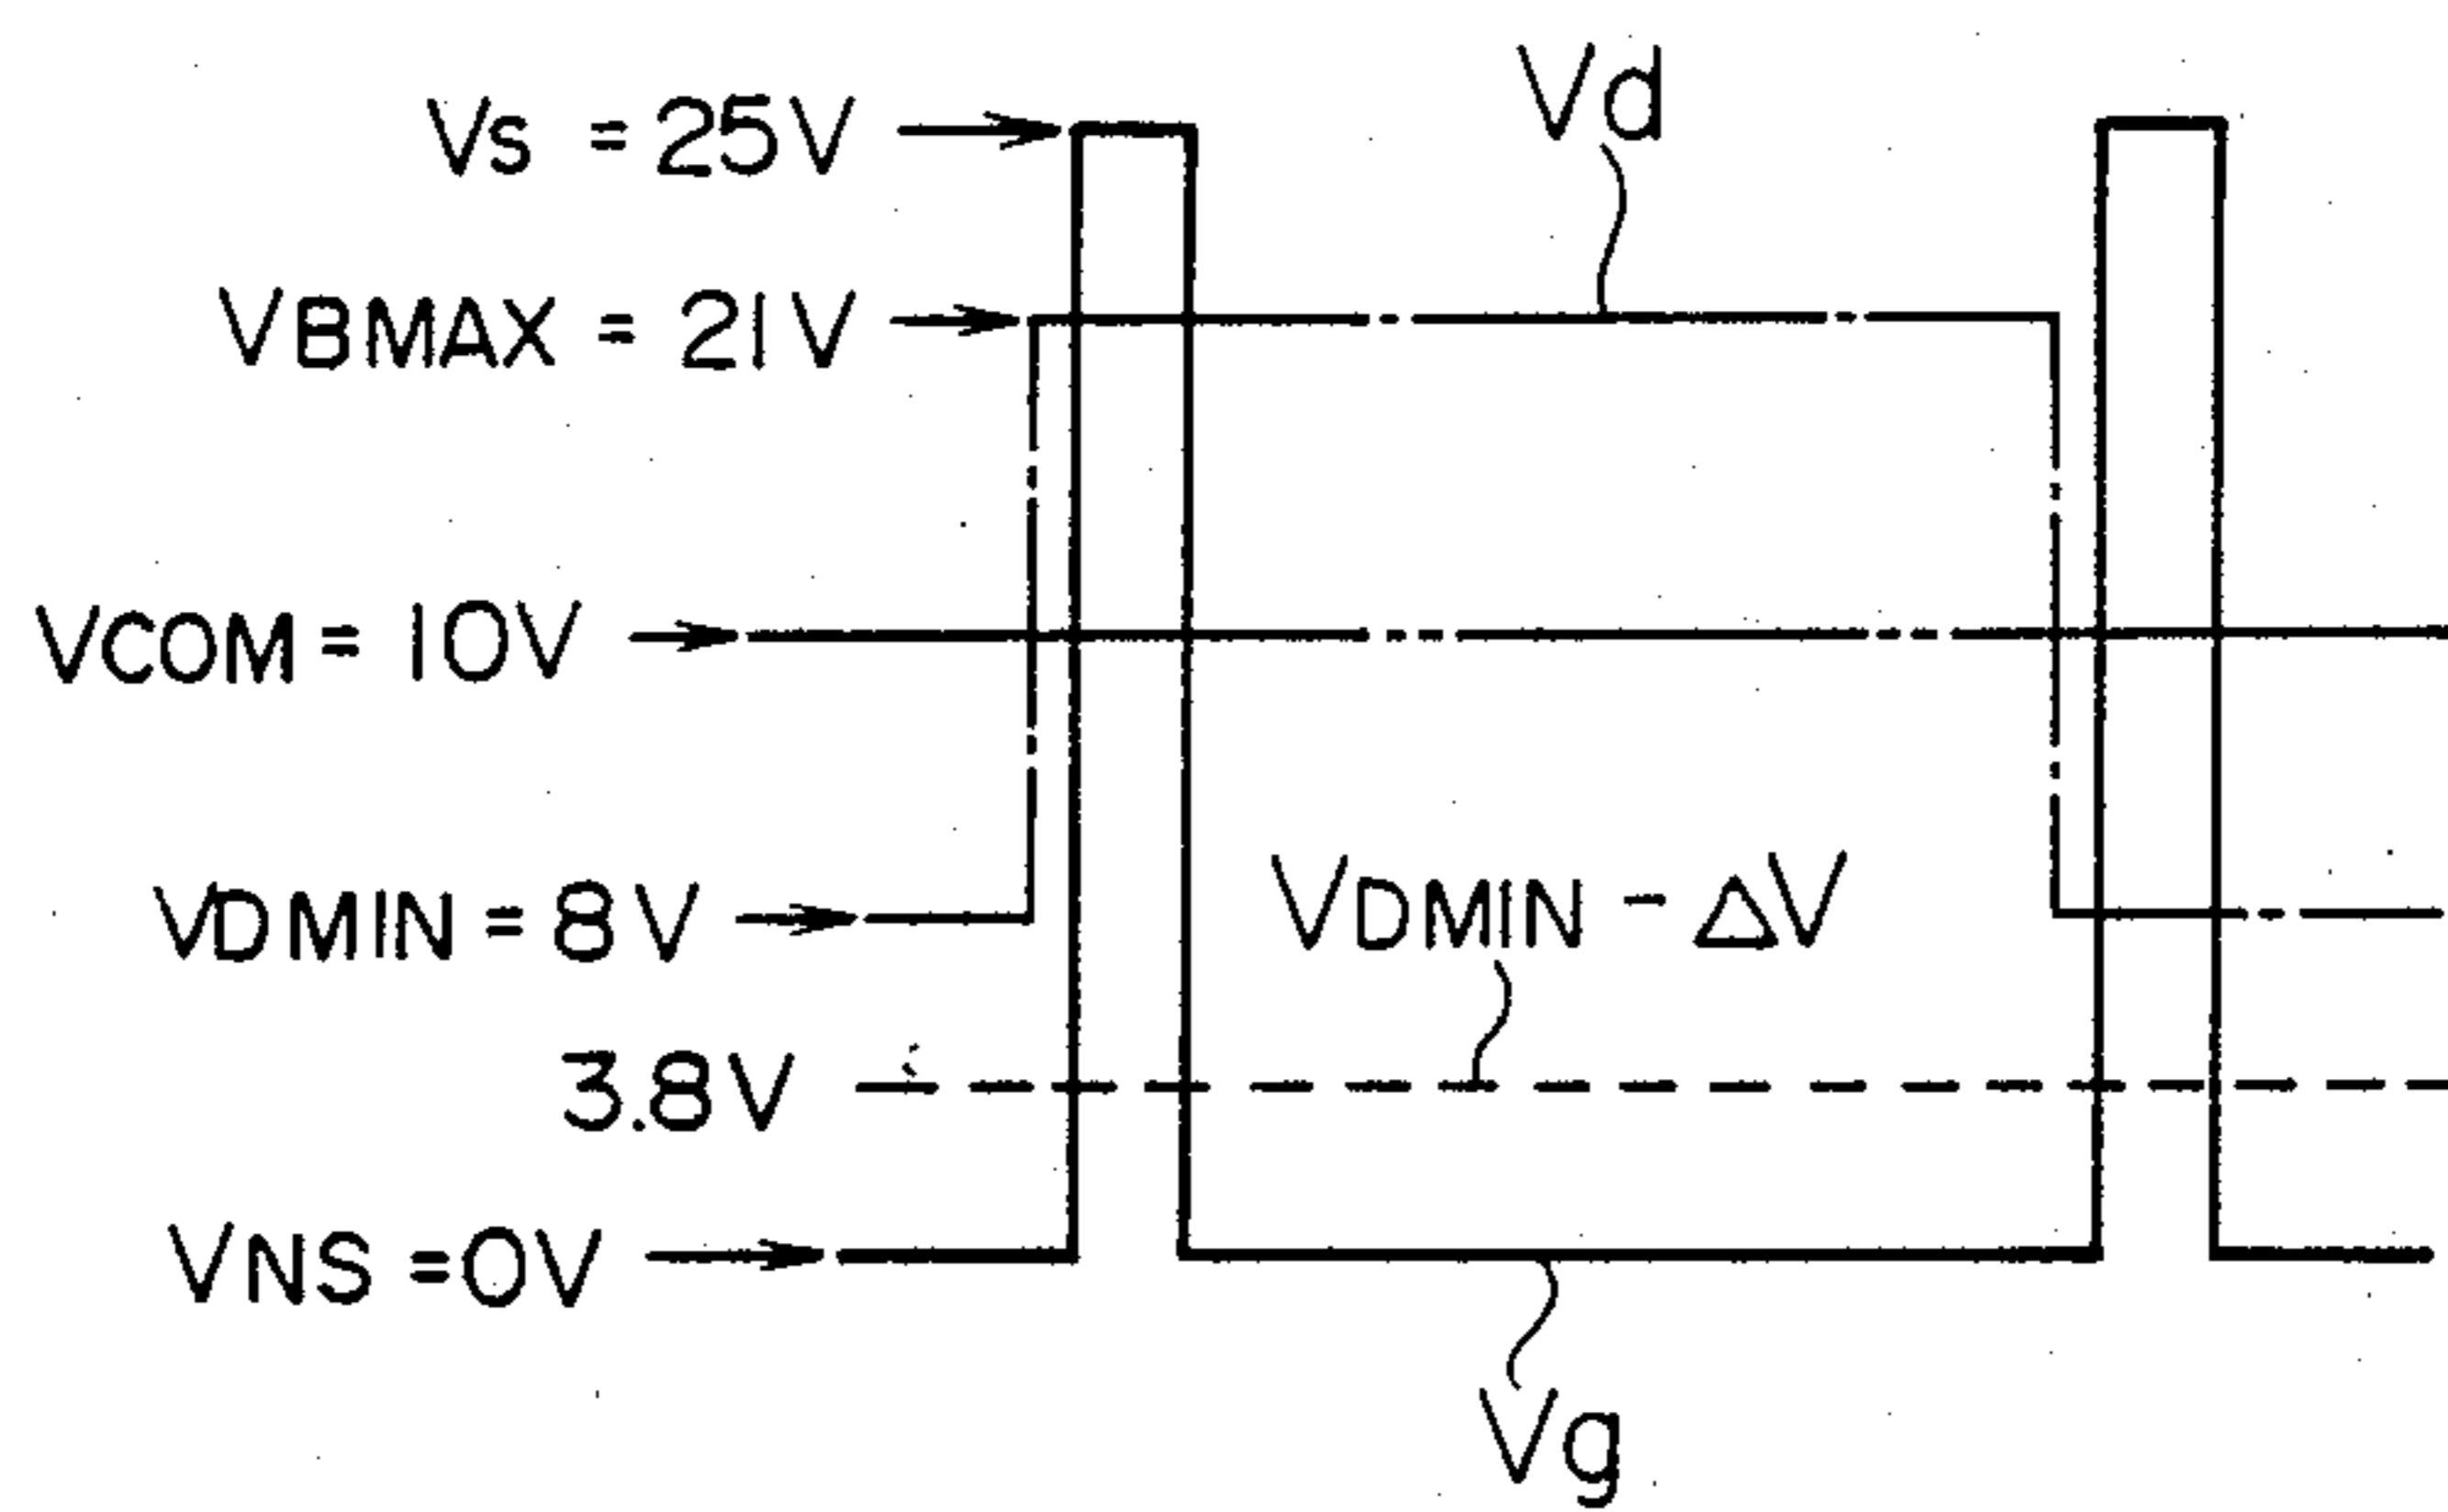 Vd
Vs = 25V
VBMAX = 21V
VCOM = 10V
VDMIN = 8V
VDMIN - ΔV
3.8V
VNS = 0V
Vg